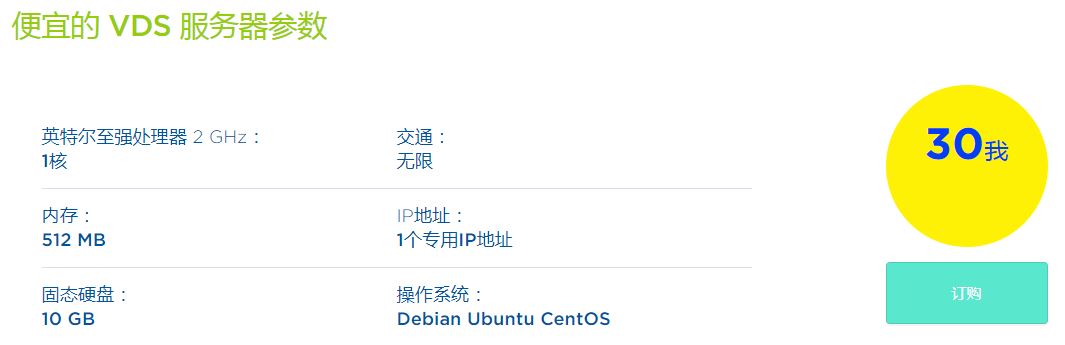 便宜的 VDS 服务器参数
英特尔至强处理器 2 GHz：
1核
交通：
无限
内存：
512 MB
IP地址：
1个专用IP地址
固态硬盘：
10 GB
操作系统：
Debian Ubuntu CentOS
30我
订购